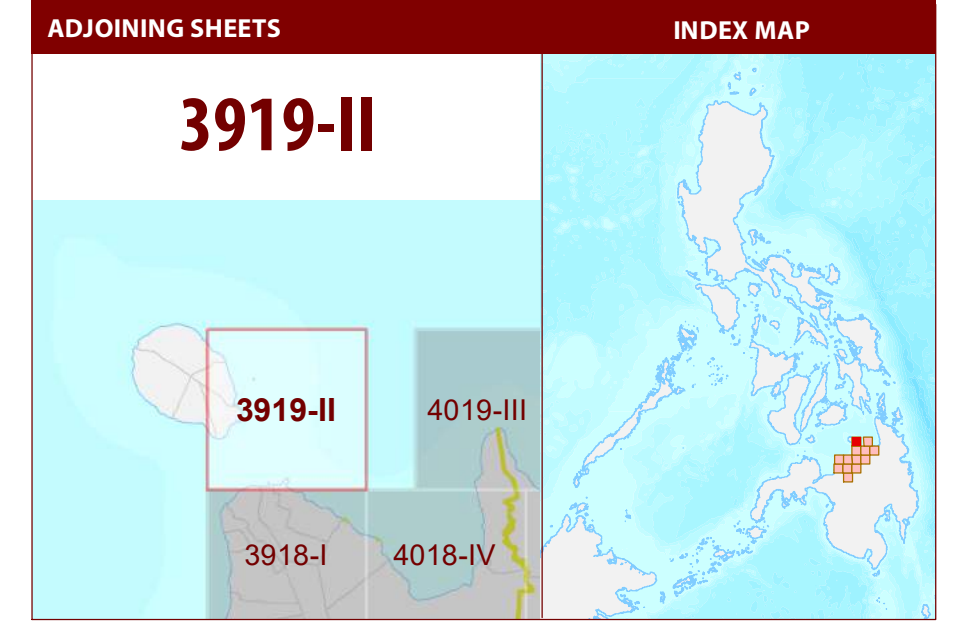 ADJOINING SHEETS
INDEX MAP
3919-II
3919-II
4019-III
3918-I
4018-IV